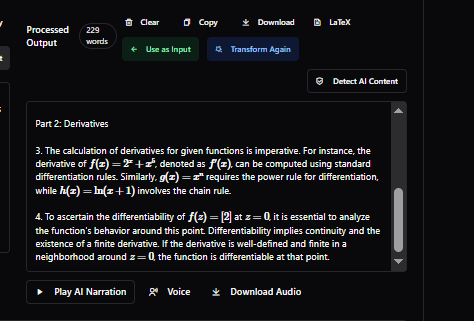 Processed Output
229 words
Clear
Copy
Download
LaTeX
Use as Input
Transform Again
Detect AI Content
Part 2: Derivatives
3. The calculation of derivatives for given functions is imperative. For instance, the
derivative of f(x) = 2ˣ + x⁵, denoted as f′(x), can be computed using standard
differentiation rules. Similarly, g(x) = xⁿ requires the power rule for differentiation,
while h(x) = ln(x + 1) involves the chain rule.
4. To ascertain the differentiability of f(z) = [2] at z = 0, it is essential to analyze
the function's behavior around this point. Differentiability implies continuity and the
existence of a finite derivative. If the derivative is well-defined and finite in a
neighborhood around z = 0, the function is differentiable at that point.
Play AI Narration
Voice
Download Audio